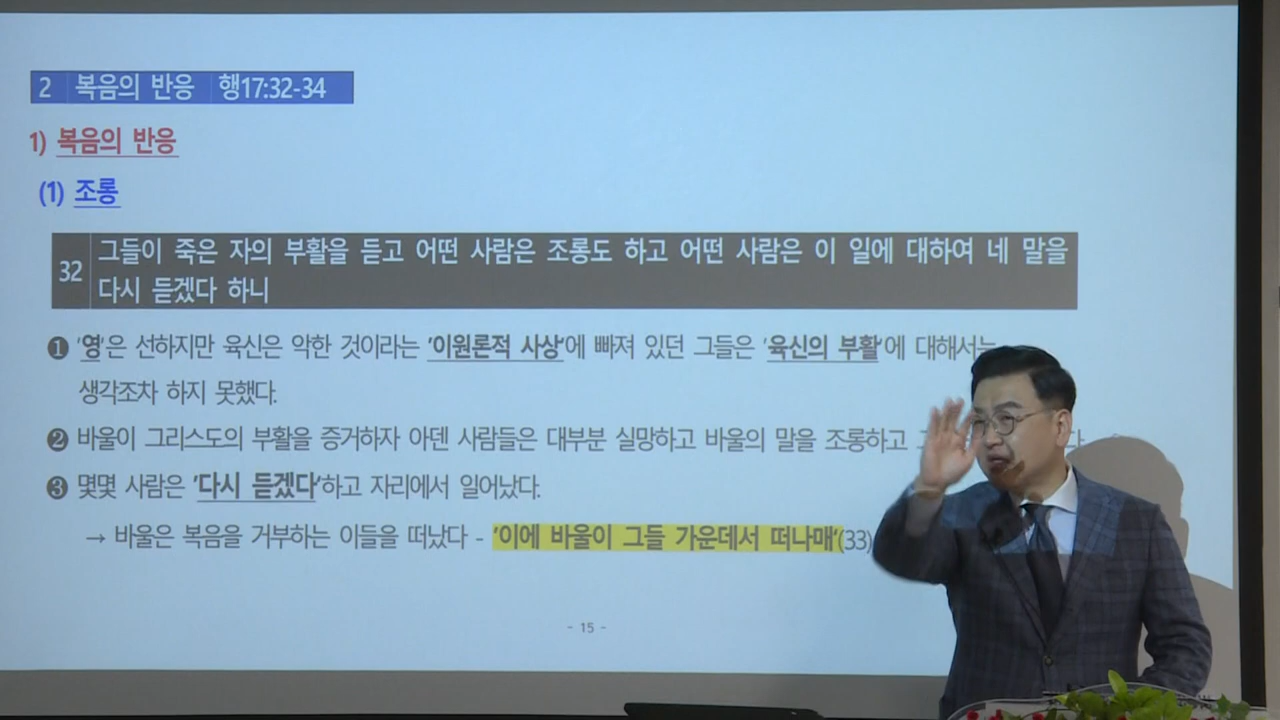 2 복음의 반응 행17:32-34
1) 복음의 반응
(1) 조롱
32 그들이 죽은 자의 부활을 듣고 어떤 사람은 조롱도 하고 어떤 사람은 이 일에 대하여 네 말을
다시 듣겠다 하니
❶ '영'은 선하지만 육신은 악한 것이라는 '이원론적 사상'에 빠져 있던 그들은 '육신의 부활'에 대해서는
생각조차 하지 못했다.
❷ 바울이 그리스도의 부활을 증거하자 아덴 사람들은 대부분 실망하고 바울의 말을 조롱하고
❸ 몇몇 사람은 '다시 듣겠다'하고 자리에서 일어났다.
→ 바울은 복음을 거부하는 이들을 떠났다 - '이에 바울이 그들 가운데서 떠나매'(33)
- 15 -